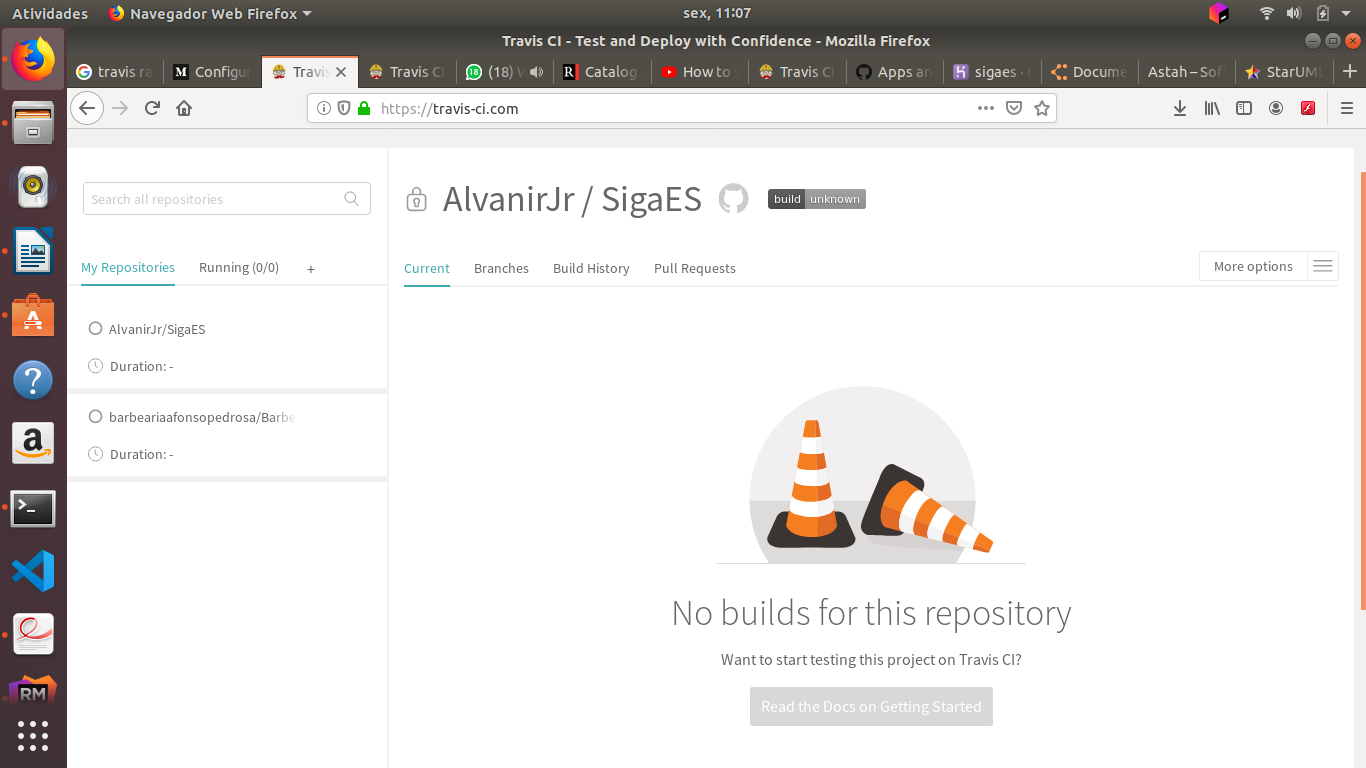 Atividades Navegador Web Firefox sex, 11:07
Travis CI - Test and Deploy with Confidence - Mozilla Firefox
travis ra Configur Travis Travis CI (18) W Catalog How to s Travis CI Apps an sigaes · Docume Astah – Sof StarUML
https://travis-ci.com
Search all repositories
AlvanirJr / SigaES build unknown
My Repositories Running (0/0) +
Current Branches Build History Pull Requests More options
AlvanirJr/SigaES
Duration: -
barbeariaafonsopedrosa/Barbe
Duration: -
No builds for this repository
Want to start testing this project on Travis CI?
Read the Docs on Getting Started
RM